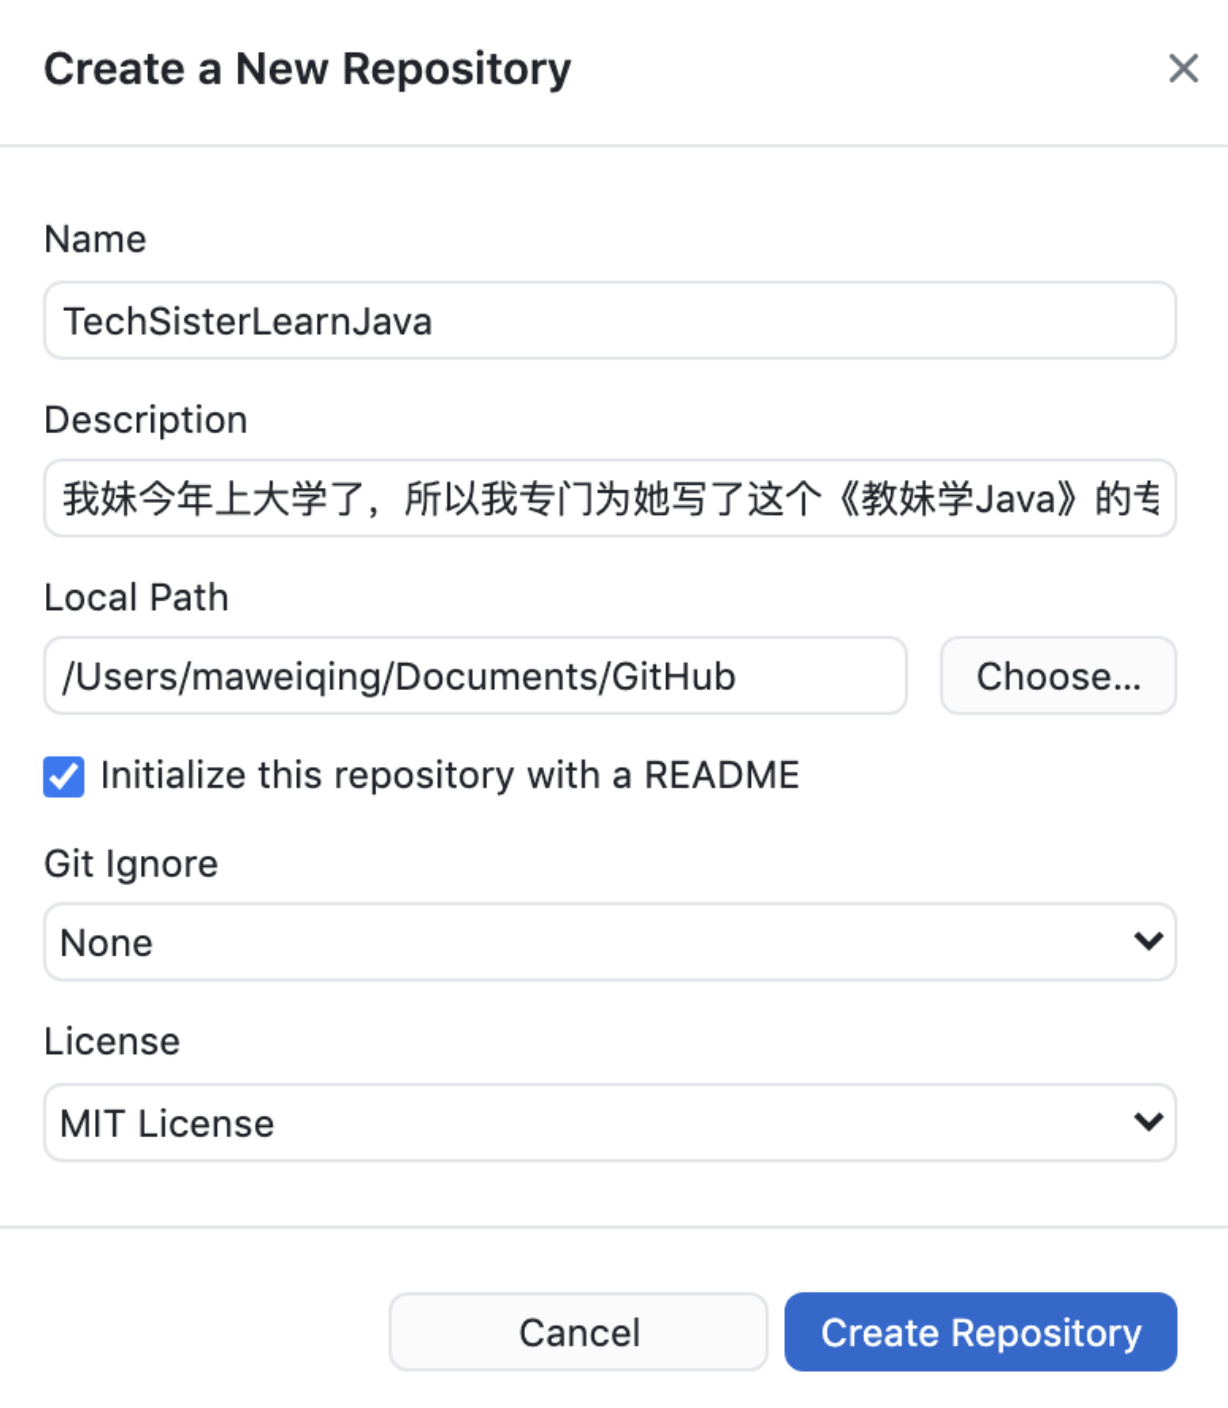 Create a New Repository
Name
TechSisterLearnJava
Description
我妹今年上大学了，所以我专门为她写了这个《教妹学Java》的专
Local Path
/Users/maweiqing/Documents/GitHub
Choose...
Initialize this repository with a README
Git Ignore
None
License
MIT License
Cancel
Create Repository